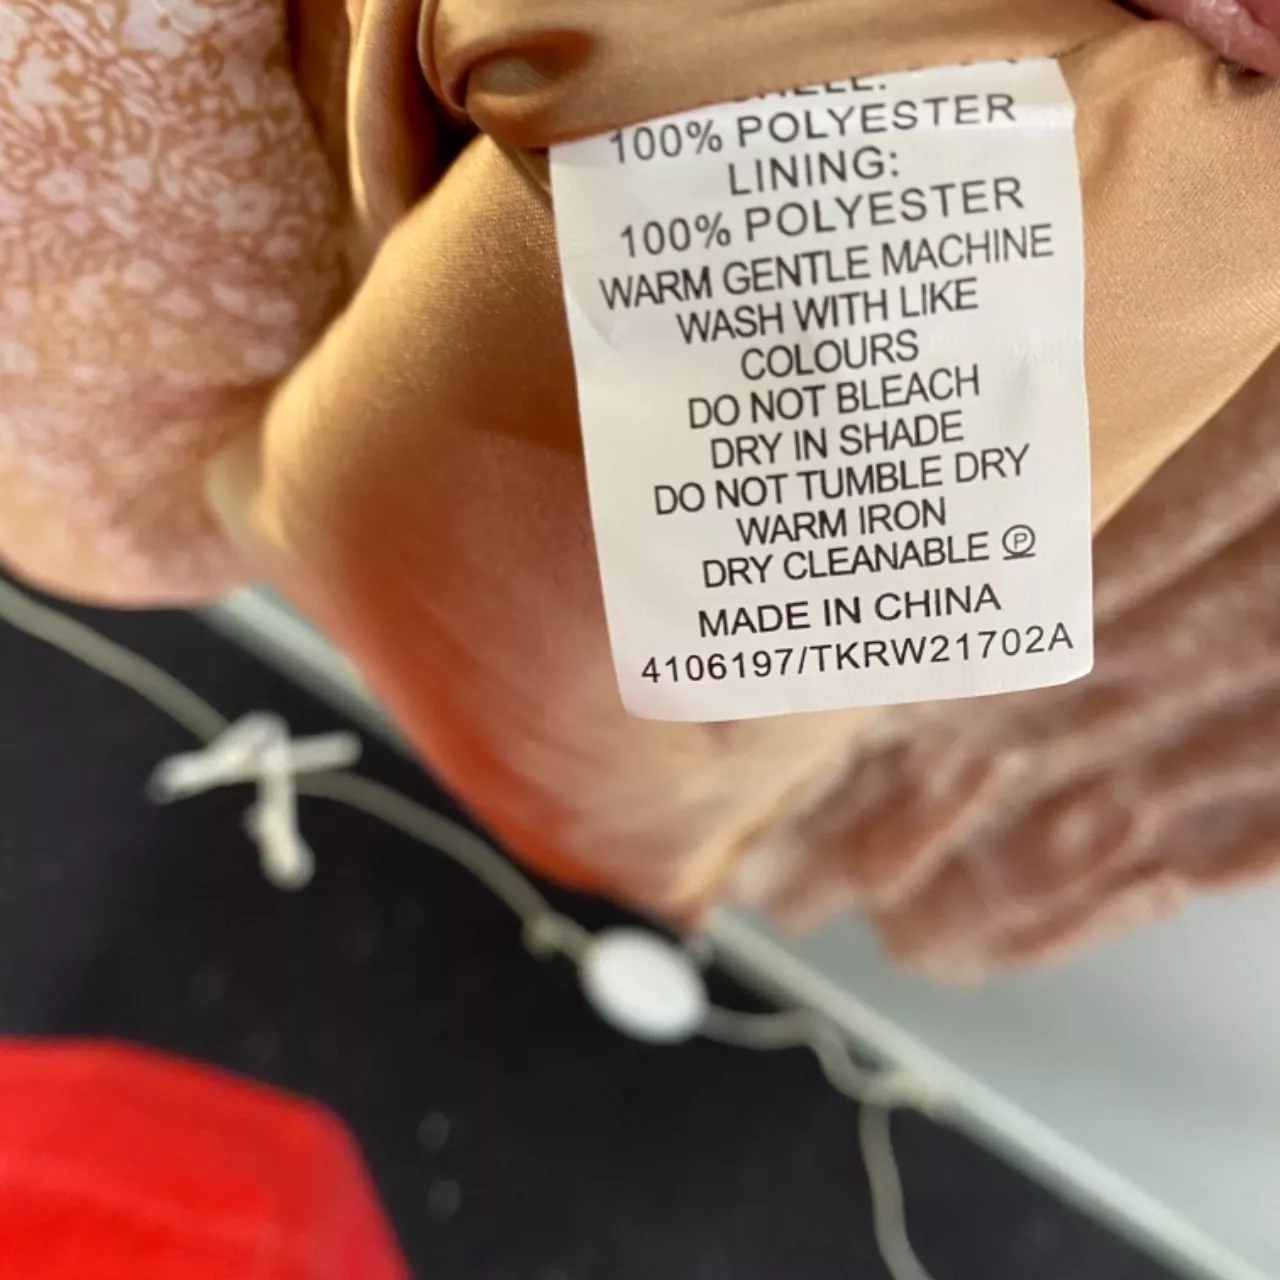 100% POLYESTER
LINING:
100% POLYESTER
WARM GENTLE MACHINE
WASH WITH LIKE
COLOURS
DO NOT BLEACH
DRY IN SHADE
DO NOT TUMBLE DRY
WARM IRON
DRY CLEANABLE Ⓟ
MADE IN CHINA
4106197/TKRW21702A